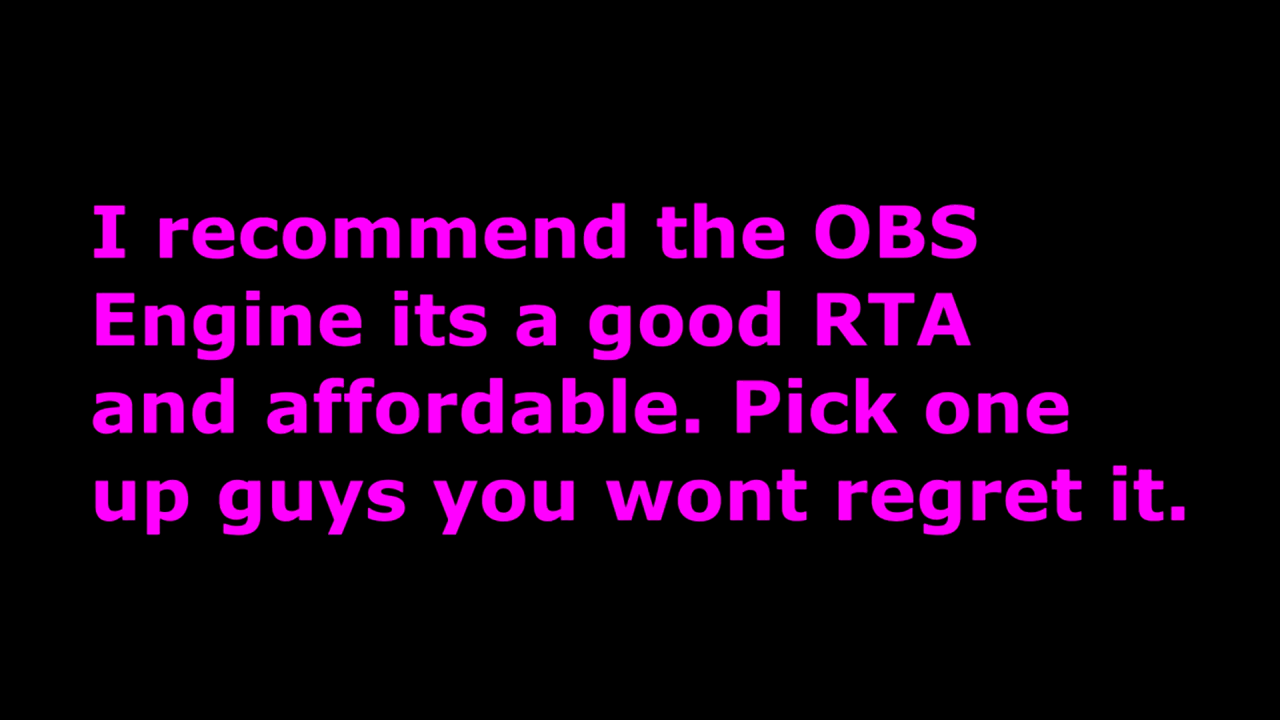 I recommend the OBS
Engine its a good RTA
and affordable. Pick one
up guys you wont regret it.